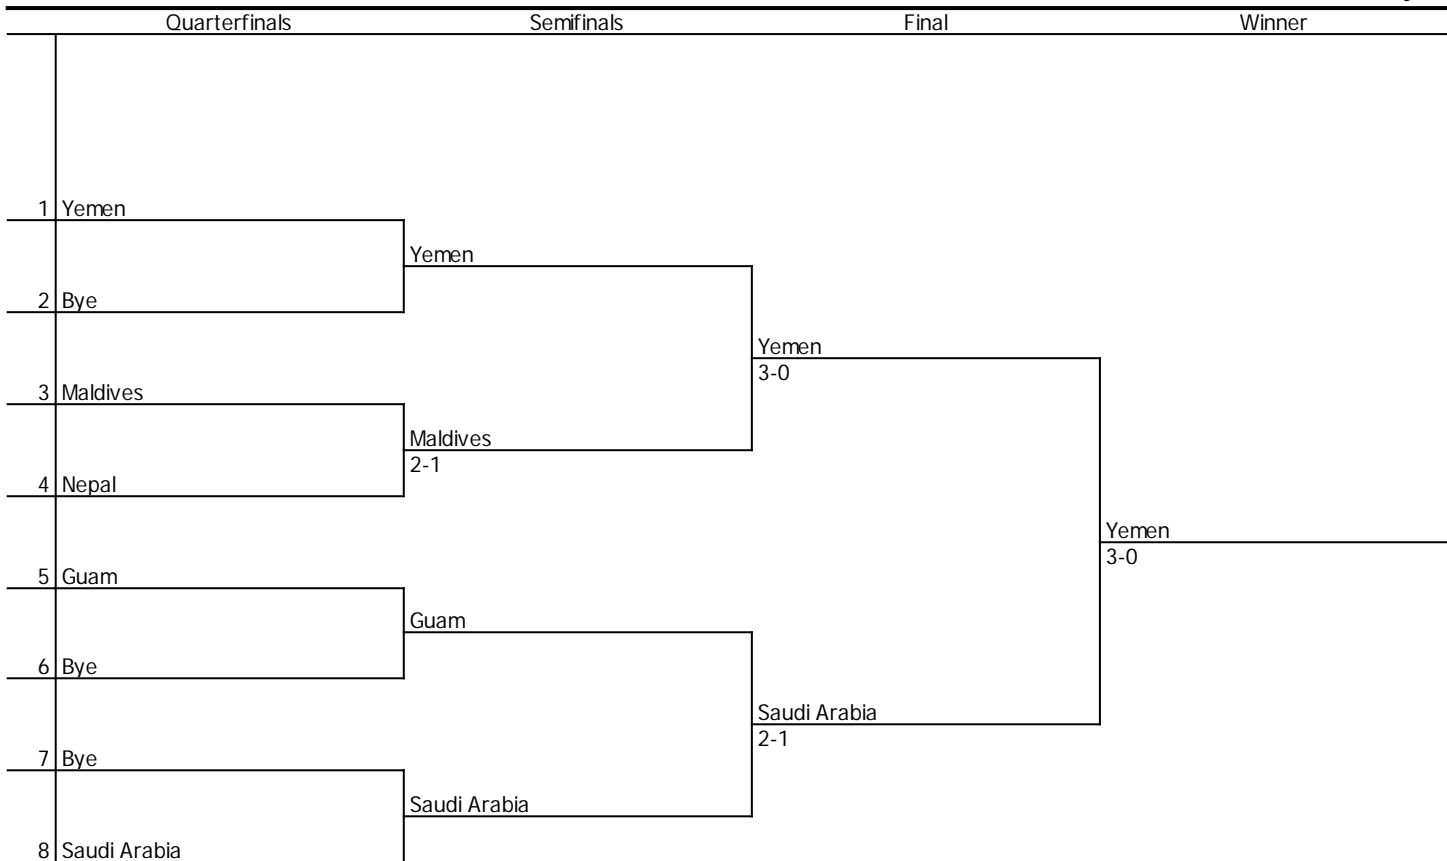 Quarterfinals Semifinals Final Winner
1 Yemen
Yemen
2 Bye
Yemen
3-0
3 Maldives
Maldives
2-1
4 Nepal
Yemen
3-0
5 Guam
Guam
6 Bye
Saudi Arabia
2-1
7 Bye
Saudi Arabia
8 Saudi Arabia